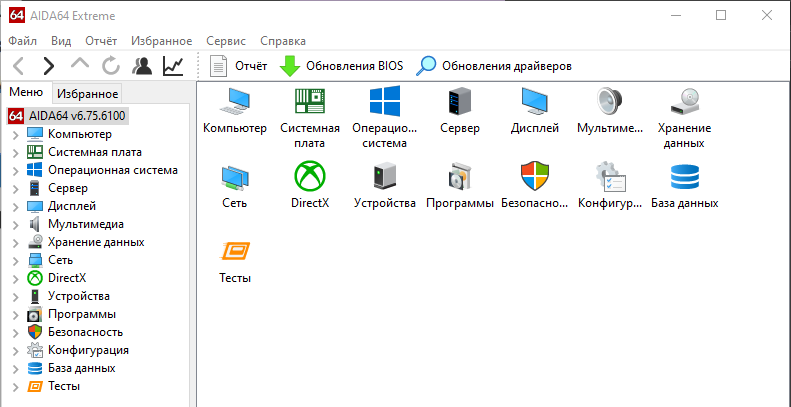 64 AIDA64 Extreme
Файл Вид Отчёт Избранное Сервис Справка
Отчёт Обновления BIOS Обновления драйверов
Меню Избранное
64 AIDA64 v6.75.6100
Компьютер
Системная плата
Операционная система
Сервер
Дисплей
Мультимедиа
Хранение данных
Сеть
DirectX
Устройства
Программы
Безопасность
Конфигурация
База данных
Тесты
Компьютер Системная Операцио... Сервер Дисплей Мультиме... Хранение
плата система данных
Сеть DirectX Устройства Программы Безопасно... Конфигур... База данных
Тесты